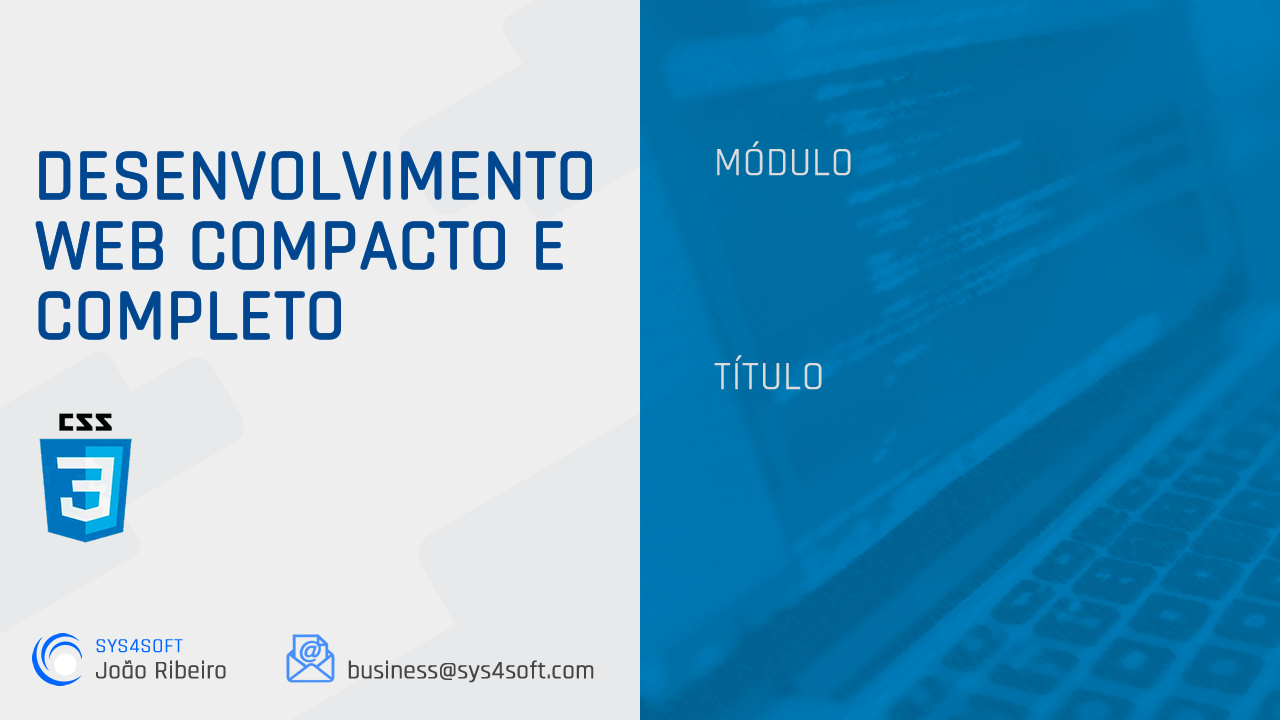 DESENVOLVIMENTO
WEB COMPACTO E
COMPLETO
CSS
3
SYS4SOFT
João Ribeiro
business@sys4soft.com
MÓDULO
TÍTULO